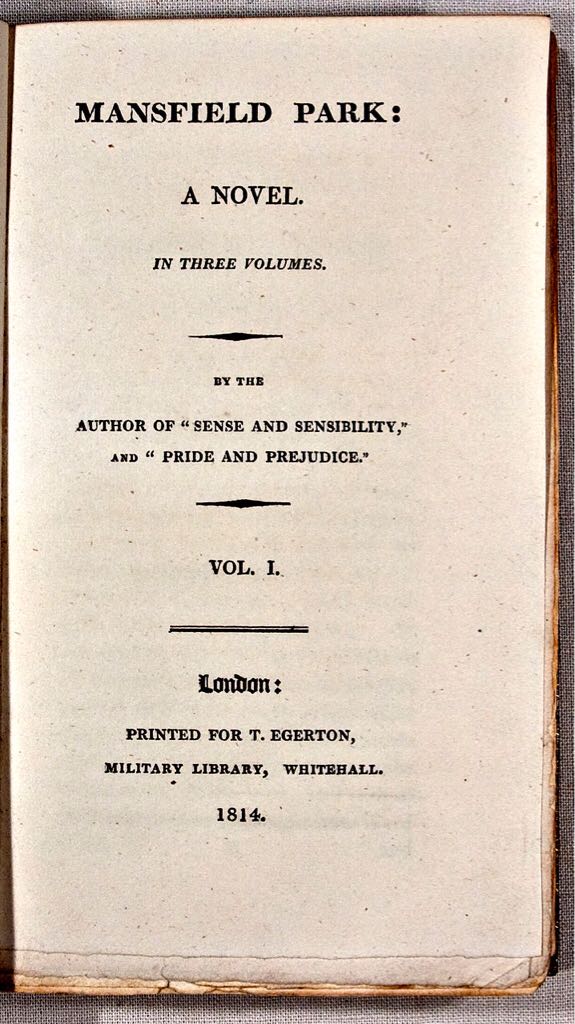 MANSFIELD PARK:
A NOVEL.
IN THREE VOLUMES.
BY THE
AUTHOR OF “SENSE AND SENSIBILITY,”
AND “PRIDE AND PREJUDICE.”
VOL. I.
London:
PRINTED FOR T. EGERTON,
MILITARY LIBRARY, WHITEHALL.
1814.